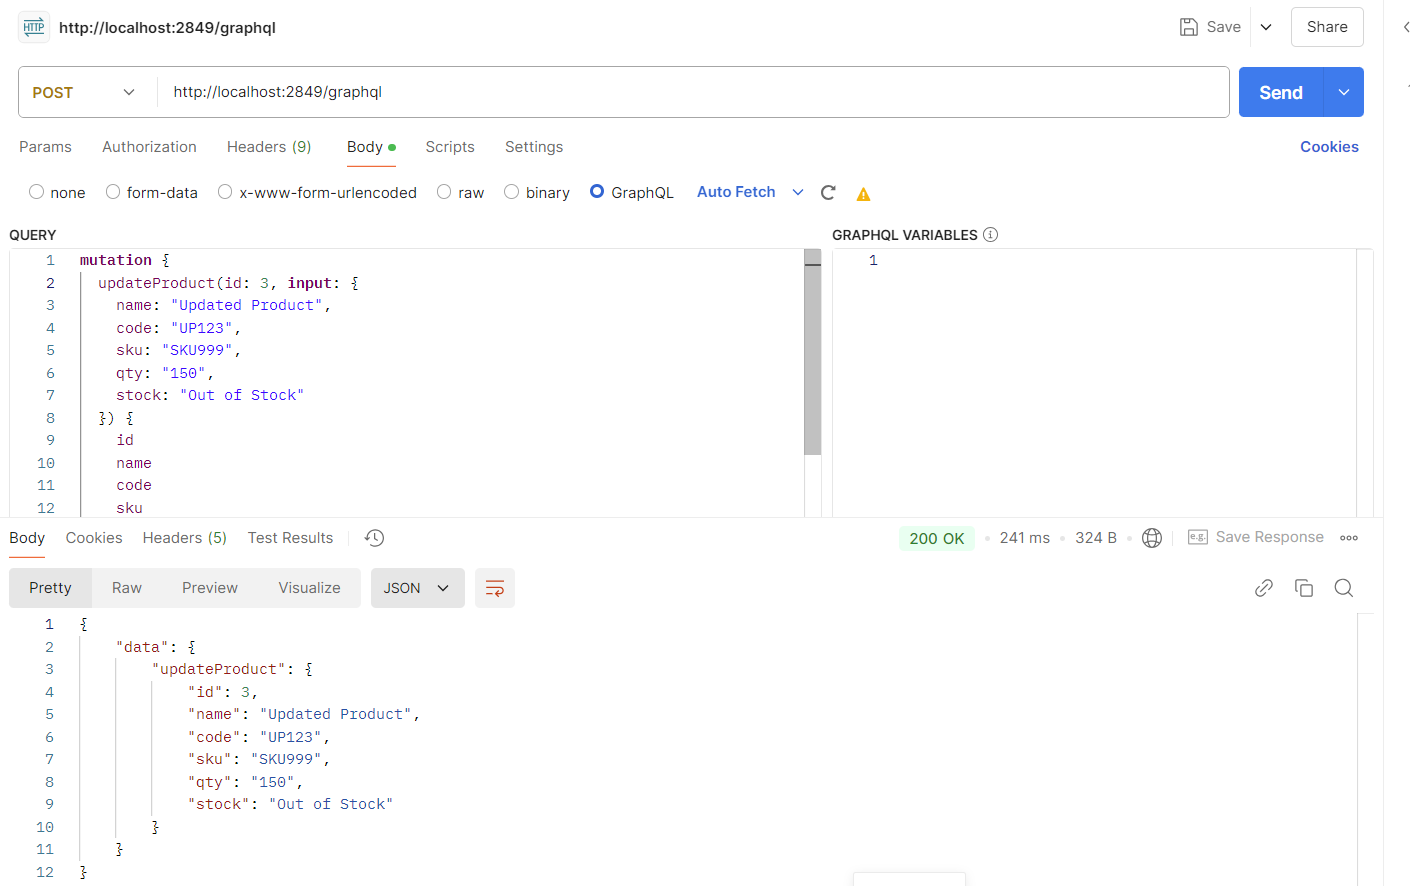 HTTP http://localhost:2849/graphql Save Share
POST http://localhost:2849/graphql Send
Params Authorization Headers (9) Body Scripts Settings Cookies
none form-data x-www-form-urlencoded raw binary GraphQL Auto Fetch
QUERY GRAPHQL VARIABLES
1 mutation { 1
2 updateProduct(id: 3, input: {
3 name: "Updated Product",
4 code: "UP123",
5 sku: "SKU999",
6 qty: "150",
7 stock: "Out of Stock"
8 }) {
9 id
10 name
11 code
12 sku
Body Cookies Headers (5) Test Results 200 OK 241 ms 324 B e.g. Save Response
Pretty Raw Preview Visualize JSON
1 {
2 "data": {
3 "updateProduct": {
4 "id": 3,
5 "name": "Updated Product",
6 "code": "UP123",
7 "sku": "SKU999",
8 "qty": "150",
9 "stock": "Out of Stock"
10 }
11 }
12 }